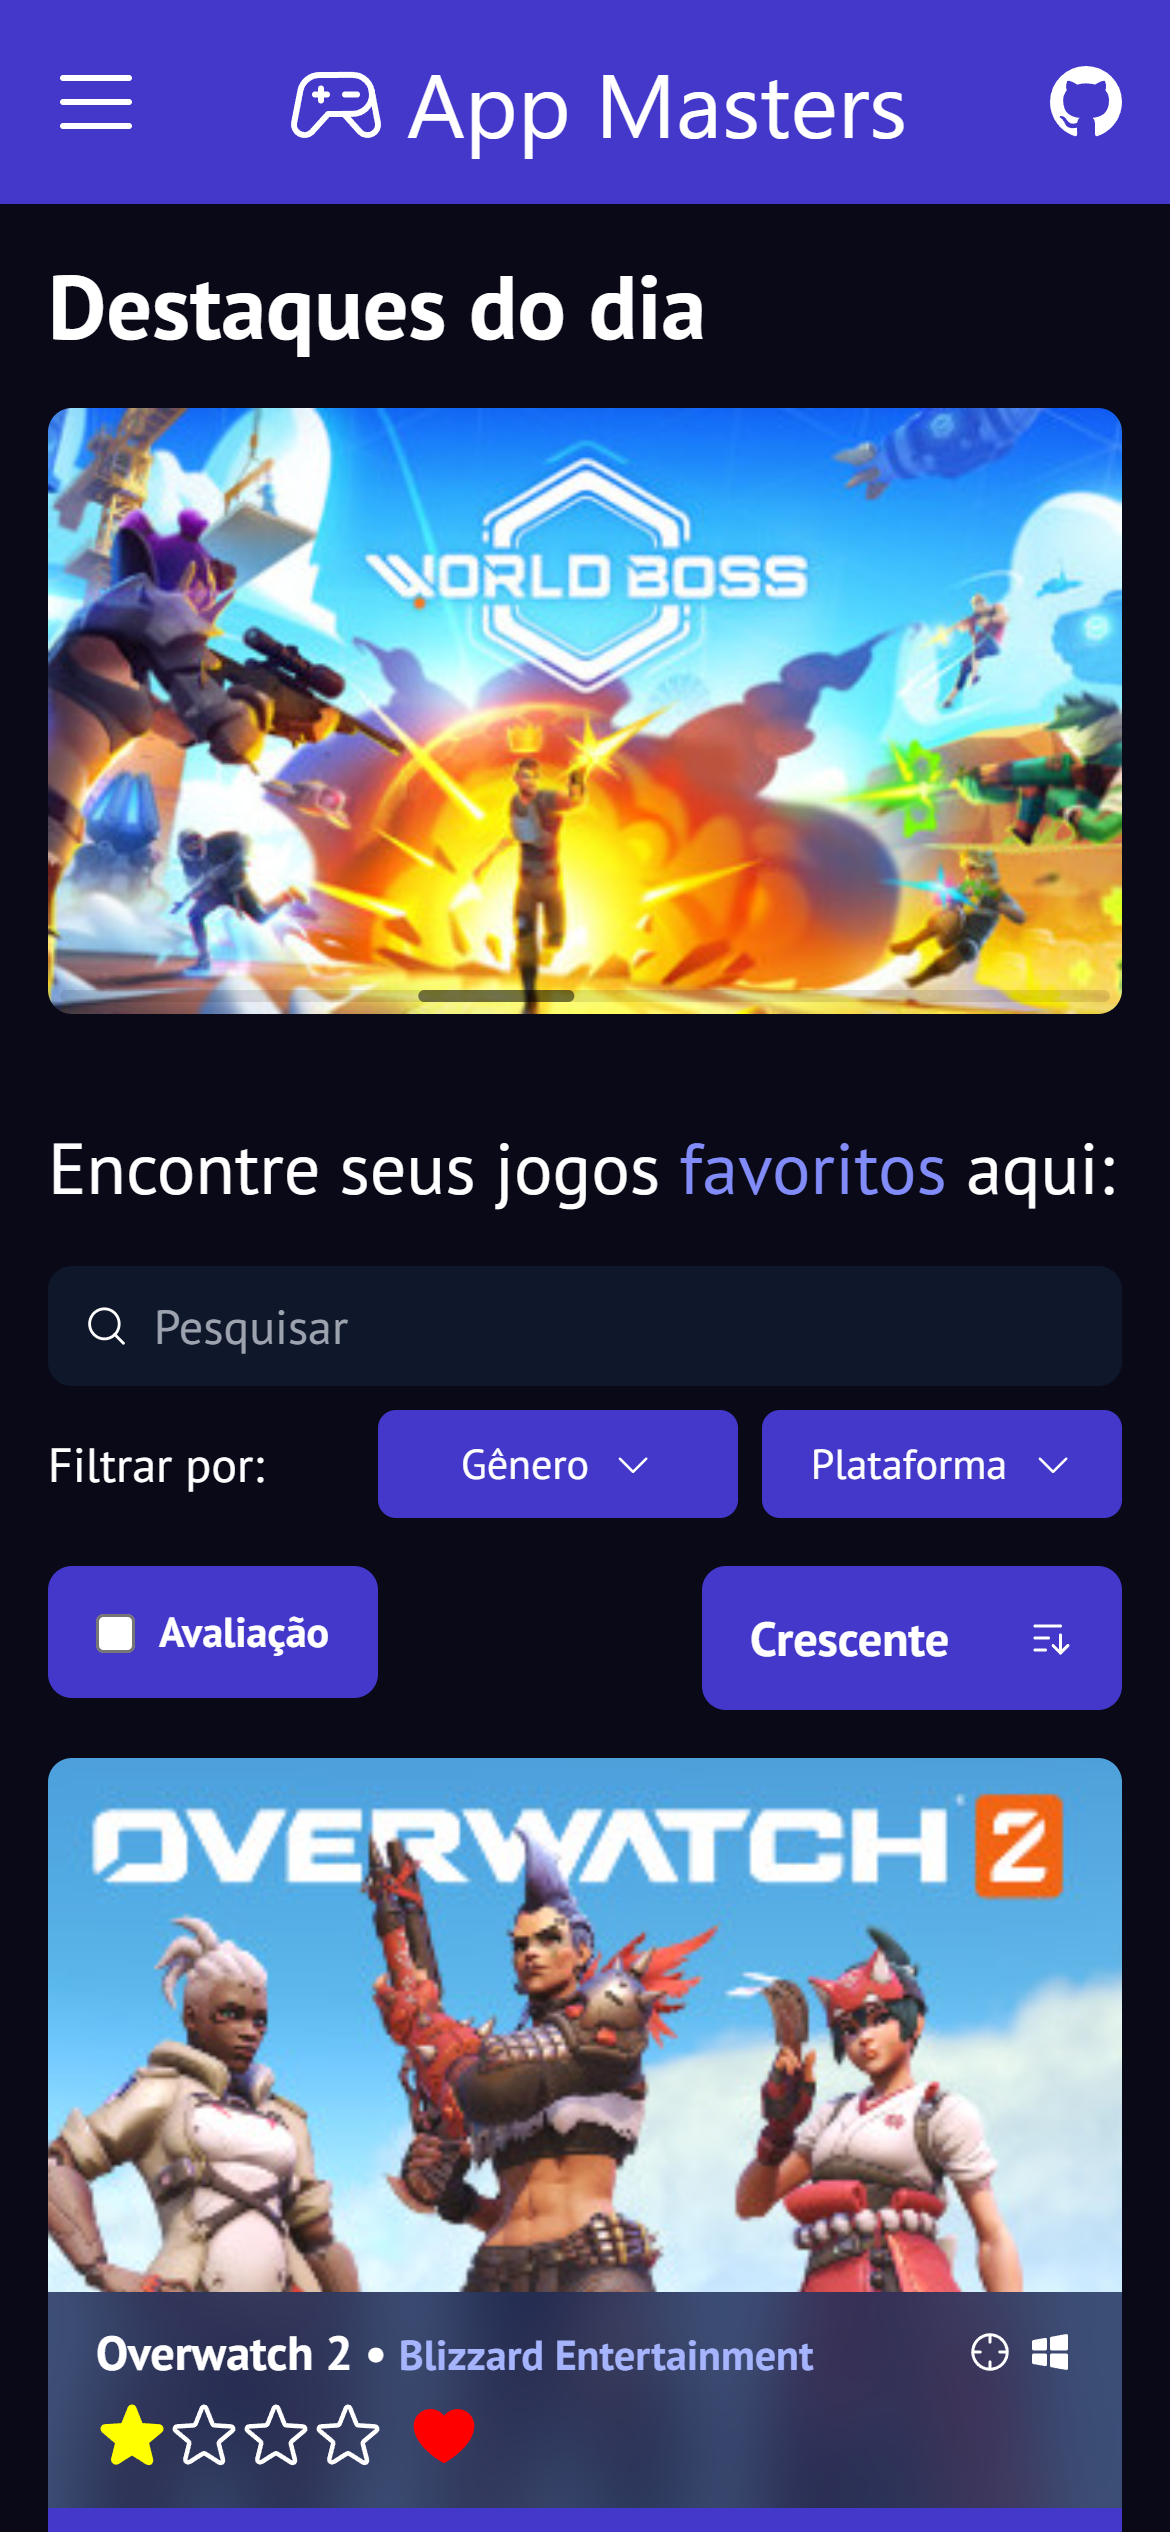 App Masters
Destaques do dia
WORLD BOSS
Encontre seus jogos favoritos aqui:
Pesquisar
Filtrar por:
Gênero
Plataforma
Avaliação
Crescente
OVERWATCH 2
Overwatch 2 • Blizzard Entertainment